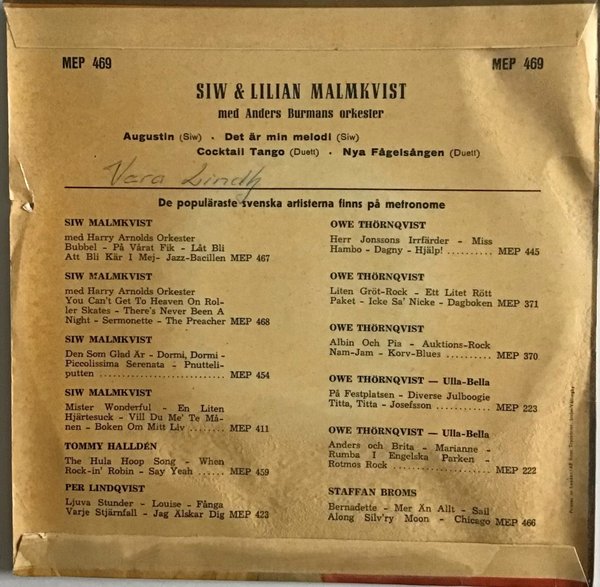 MEP 469
MEP 469
SIW & LILIAN MALMKVIST
med Anders Burmans orkester
Augustin (Siw) . Det är min melodi (Siw)
Cocktail Tango (Duett) . Nya Fågelsången (Duett)
Vara Lindh
De populäraste svenska artisterna finns på metronome
SIW MALMKVIST
med Harry Arnolds Orkester
Bubbel - På Vårat Fik - Låt Bli
Att Bli Kär I Mej- Jazz-Bacillen MEP 467
SIW MALMKVIST
med Harry Arnolds Orkester
You Can't Get To Heaven On Rol-
ler Skates - There's Never Been A
Night - Sermonette - The Preacher MEP 468
SIW MALMKVIST
Den Som Glad Är - Dormi, Dormi -
Piccolissima Serenata - Pnutteli-
putten .................... MEP 454
SIW MALMKVIST
Mister Wonderful - En Liten
Hjärtesuck - Vill Du Me' Te Må-
nen - Boken Om Mitt Liv ........ MEP 411
TOMMY HALLDÉN
The Hula Hoop Song - When
Rock-in' Robin - Say Yeah ...... MEP 459
PER LINDQVIST
Ljuva Stunder - Louise - Fånga
Varje Stjärnfall - Jag Älskar Dig MEP 423
OWE THÖRNQVIST
Herr Jonssons Irrfärder - Miss
Hambo - Dagny - Hjälp! .......... MEP 445
OWE THÖRNQVIST
Liten Gröt-Rock - Ett Litet Rött
Paket - Icke Sa' Nicke - Dagboken MEP 371
OWE THÖRNQVIST
Albin Och Pia - Auktions-Rock
Nam-Jam - Korv-Blues .......... MEP 370
OWE THÖRNQVIST — Ulla-Bella
På Festplatsen - Diverse Julboogie
Titta, Titta - Josefsson .......... MEP 223
OWE THÖRNQVIST — Ulla-Bella
Anders och Brita - Marianne -
Rumba I Engelska Parken -
Rotmos Rock .................... MEP 222
STAFFAN BROMS
Bernadette - Mer Än Allt - Sail
Along Silv'ry Moon - Chicago MEP 466